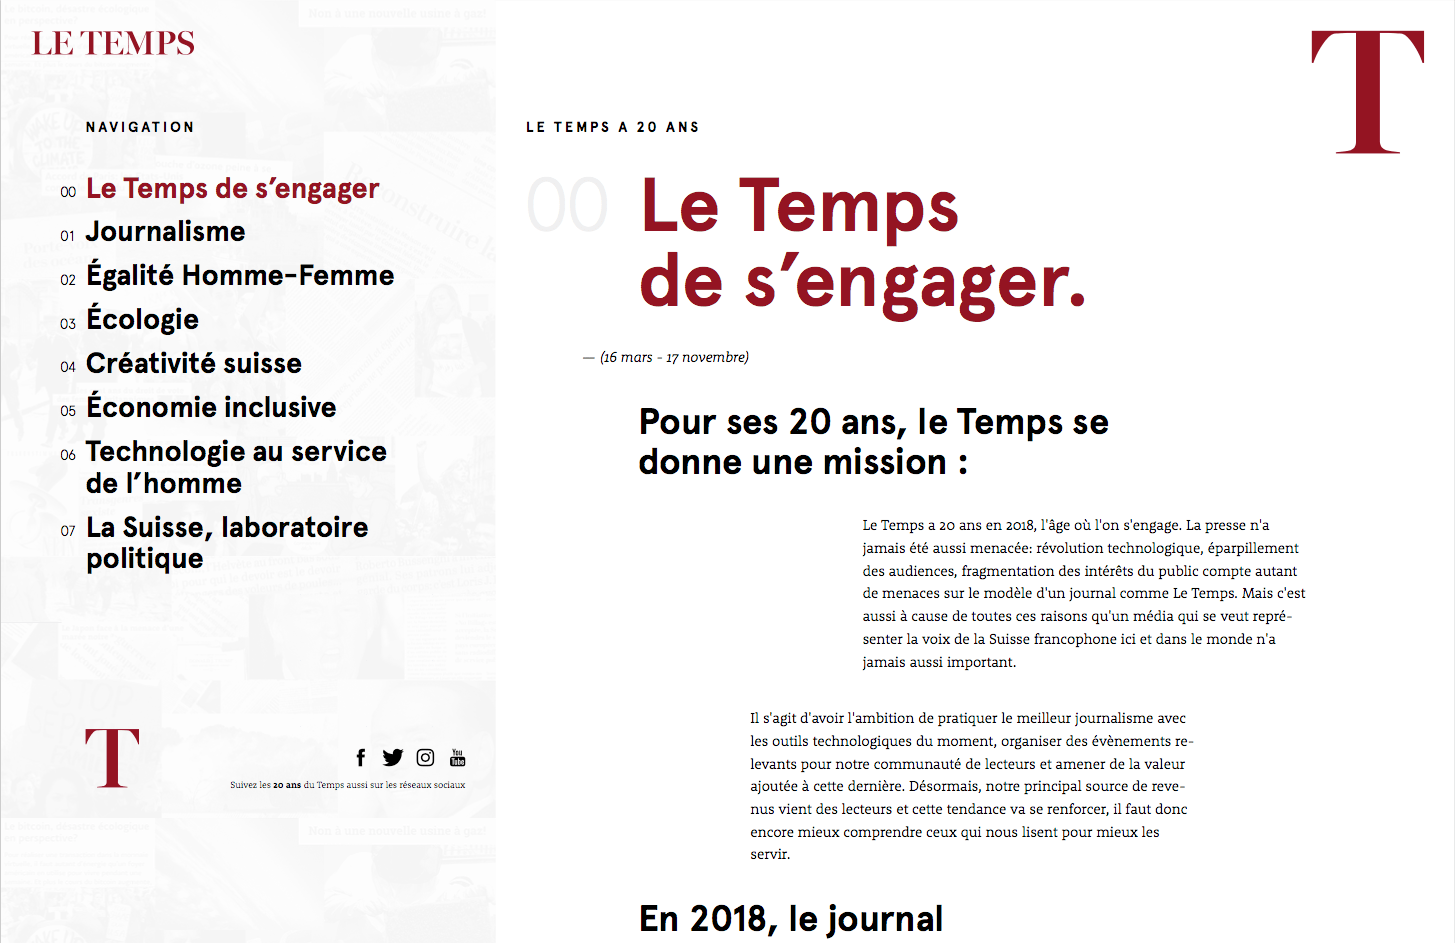 LE TEMPS
NAVIGATION
00 Le Temps de s’engager
01 Journalisme
02 Égalité Homme-Femme
03 Écologie
04 Créativité suisse
05 Économie inclusive
06 Technologie au service
de l’homme
07 La Suisse, laboratoire
politique
T
You
Tube
Suivez les 20 ans du Temps aussi sur les réseaux sociaux
T
LE TEMPS A 20 ANS
00 Le Temps
de s’engager.
— (16 mars - 17 novembre)
Pour ses 20 ans, le Temps se
donne une mission :
Le Temps a 20 ans en 2018, l'âge où l'on s'engage. La presse n'a
jamais été aussi menacée: révolution technologique, éparpillement
des audiences, fragmentation des intérêts du public compte autant
de menaces sur le modèle d'un journal comme Le Temps. Mais c'est
aussi à cause de toutes ces raisons qu'un média qui se veut repré-
senter la voix de la Suisse francophone ici et dans le monde n'a
jamais aussi important.
Il s'agit d'avoir l'ambition de pratiquer le meilleur journalisme avec
les outils technologiques du moment, organiser des évènements re-
levants pour notre communauté de lecteurs et amener de la valeur
ajoutée à cette dernière. Désormais, notre principal source de reve-
nus vient des lecteurs et cette tendance va se renforcer, il faut donc
encore mieux comprendre ceux qui nous lisent pour mieux les
servir.
En 2018, le journal